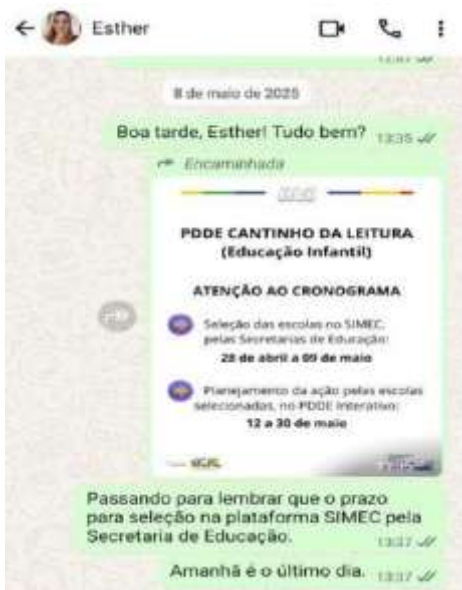 Esther
8 de maio de 2025
Boa tarde, Esther! Tudo bem? 13:35
Encaminhada
PDDE CANTINHO DA LEITURA
(Educação Infantil)
ATENÇÃO AO CRONOGRAMA
Seleção das escolas no SIMEC,
pelas Secretarias de Educação:
28 de abril a 09 de maio
Planejamento da ação pelas escolas
selecionadas, no PDDE Interativo:
12 a 30 de maio
Passando para lembrar que o prazo
para seleção na plataforma SIMEC pela
Secretaria de Educação.
13:37
Amanhã é o último dia. 13:37